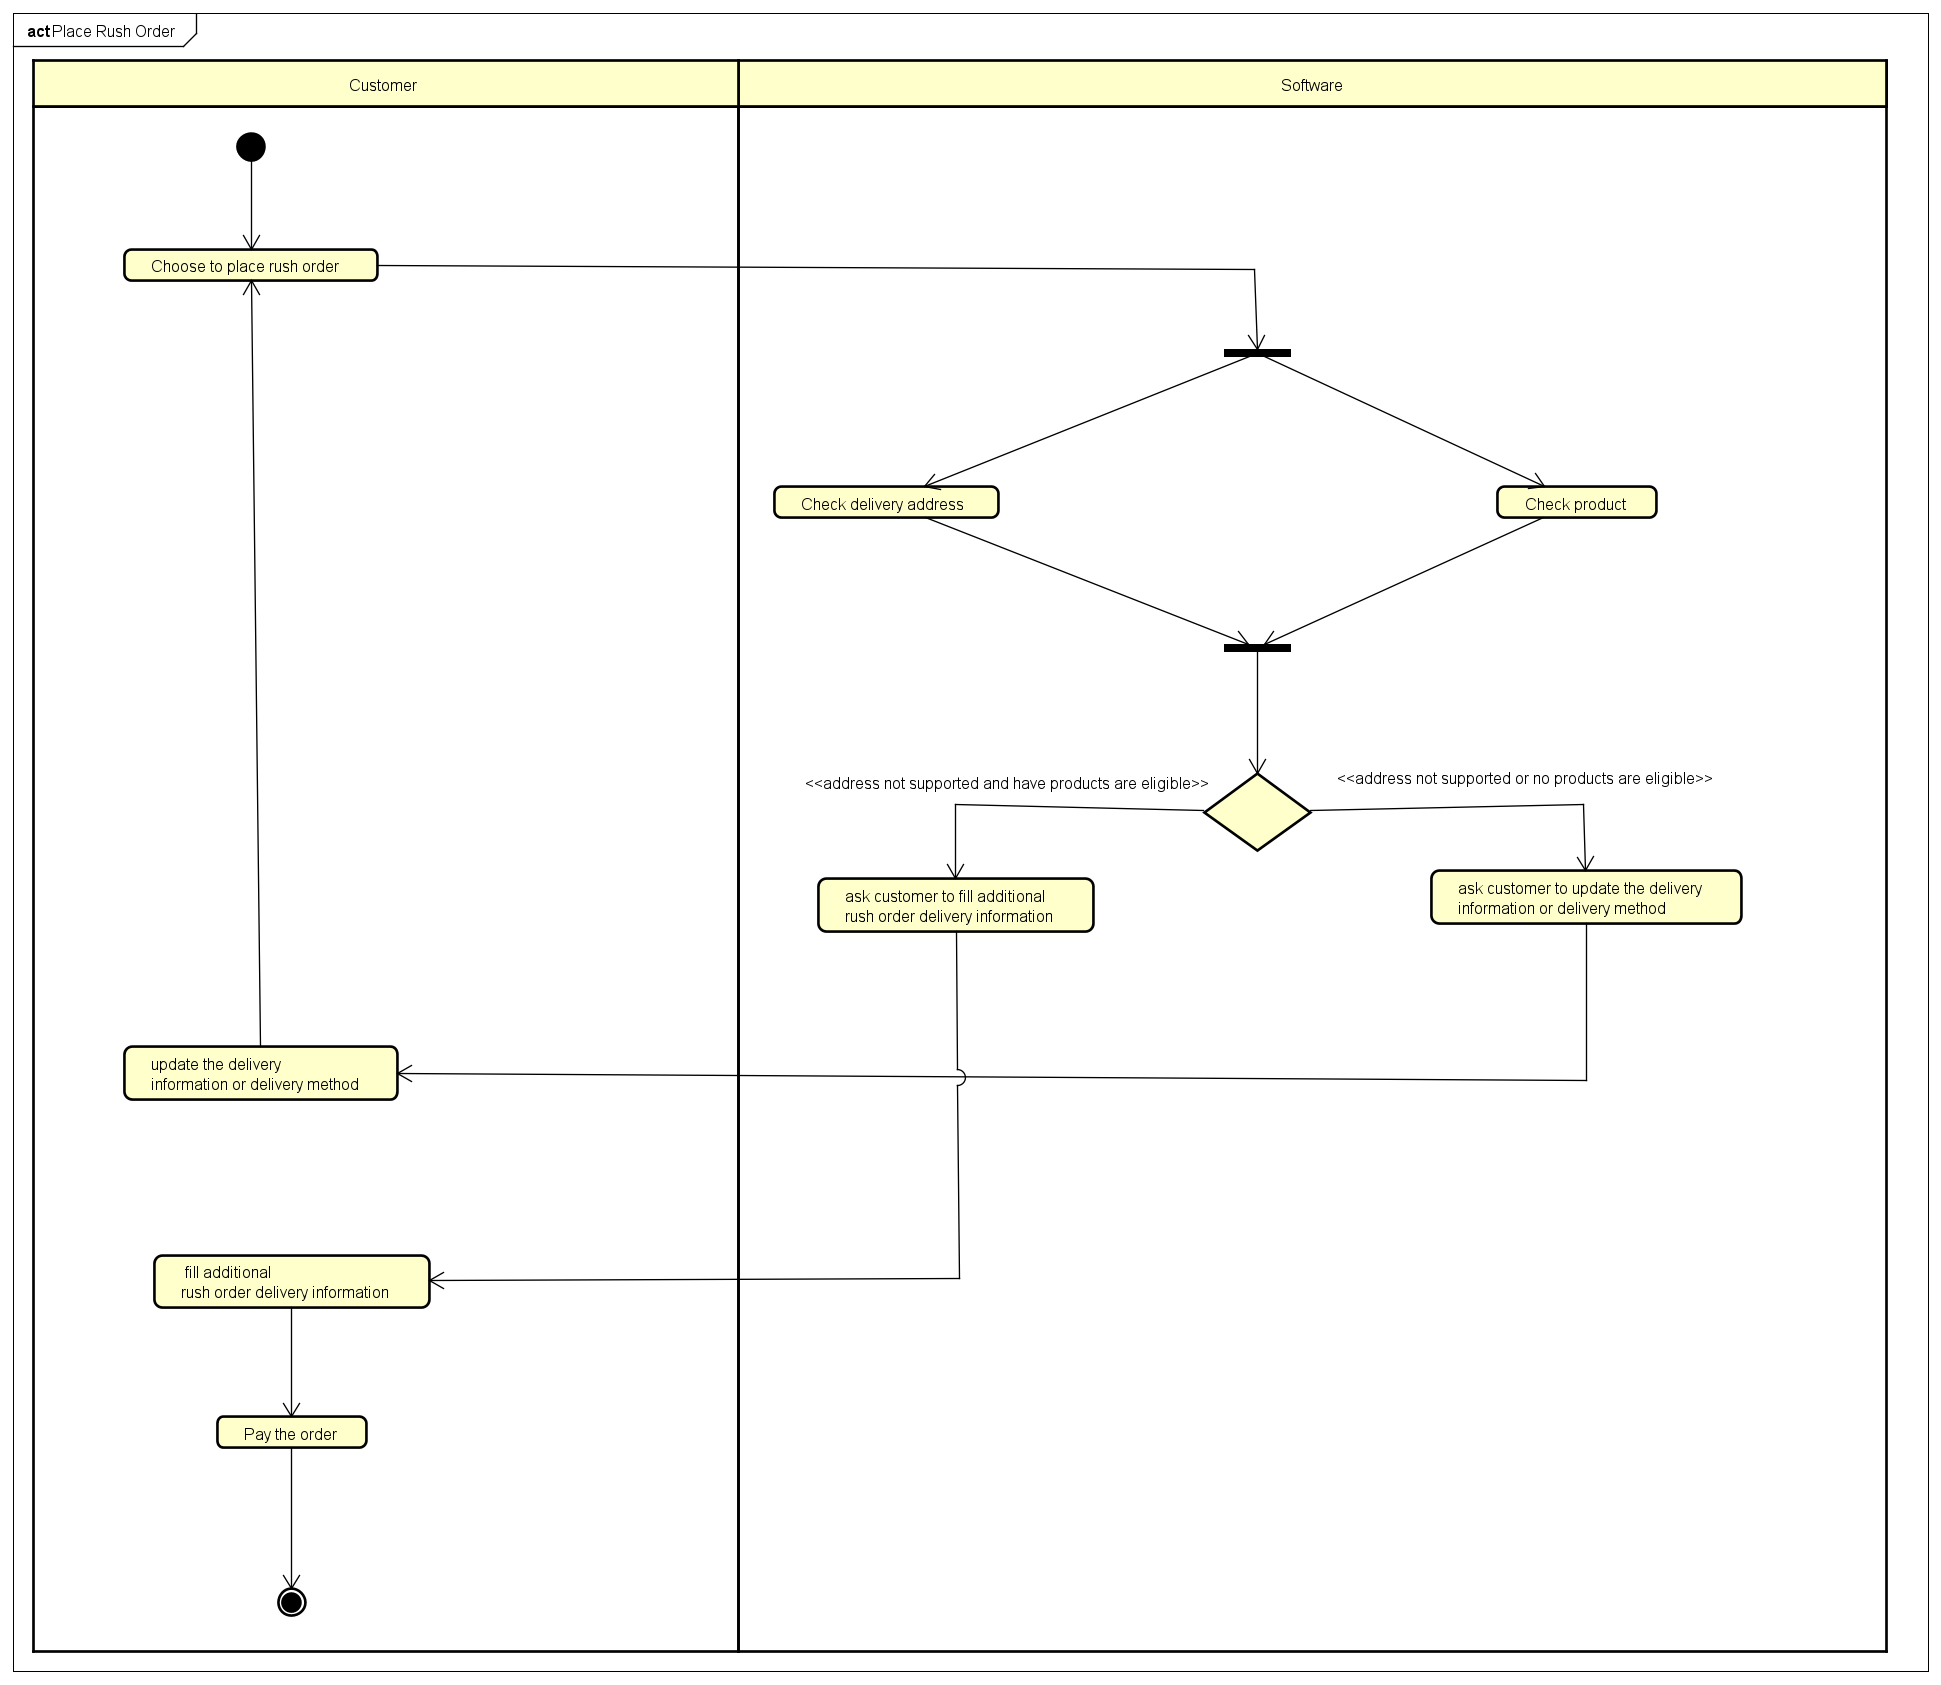 act Place Rush Order
Customer
Software
Choose to place rush order
Check delivery address
Check product
<<address not supported and have products are eligible>>
<<address not supported or no products are eligible>>
ask customer to fill additional
rush order delivery information
ask customer to update the delivery
information or delivery method
update the delivery
information or delivery method
fill additional
rush order delivery information
Pay the order